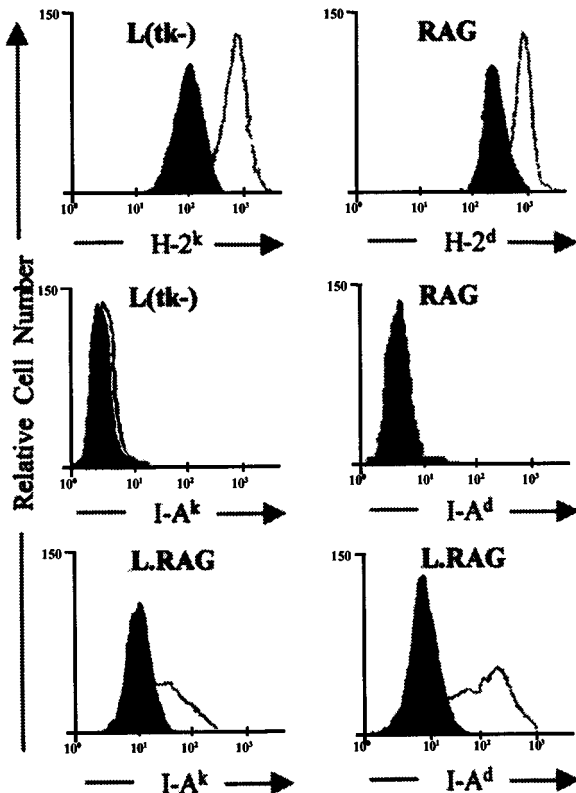 Relative Cell Number
150
L(tk-)
10⁰ 10¹ 10² 10³
H-2ᵏ
150
RAG
10⁰ 10¹ 10² 10³
H-2ᵈ
150
L(tk-)
10⁰ 10¹ 10² 10³
I-Aᵏ
150
RAG
10⁰ 10¹ 10² 10³
I-Aᵈ
150
L.RAG
10⁰ 10¹ 10² 10³
I-Aᵏ
150
L.RAG
10⁰ 10¹ 10² 10³
I-Aᵈ